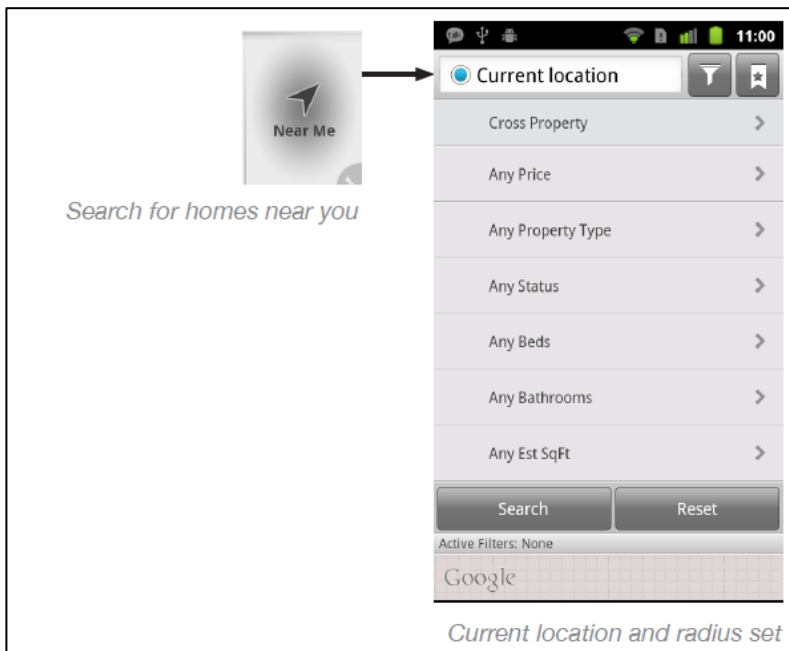 11:00
Current location
Near Me
Cross Property
Any Price
Search for homes near you
Any Property Type
Any Status
Any Beds
Any Bathrooms
Any Est SqFt
Search Reset
Active Filters: None
Google
Current location and radius set